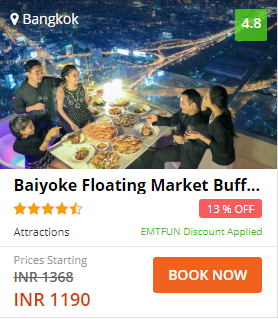 Bangkok
4.8
Baiyoke Floating Market Buff...
13 % OFF
Attractions
EMTFUN Discount Applied
Prices Starting
INR 1368
INR 1190
BOOK NOW